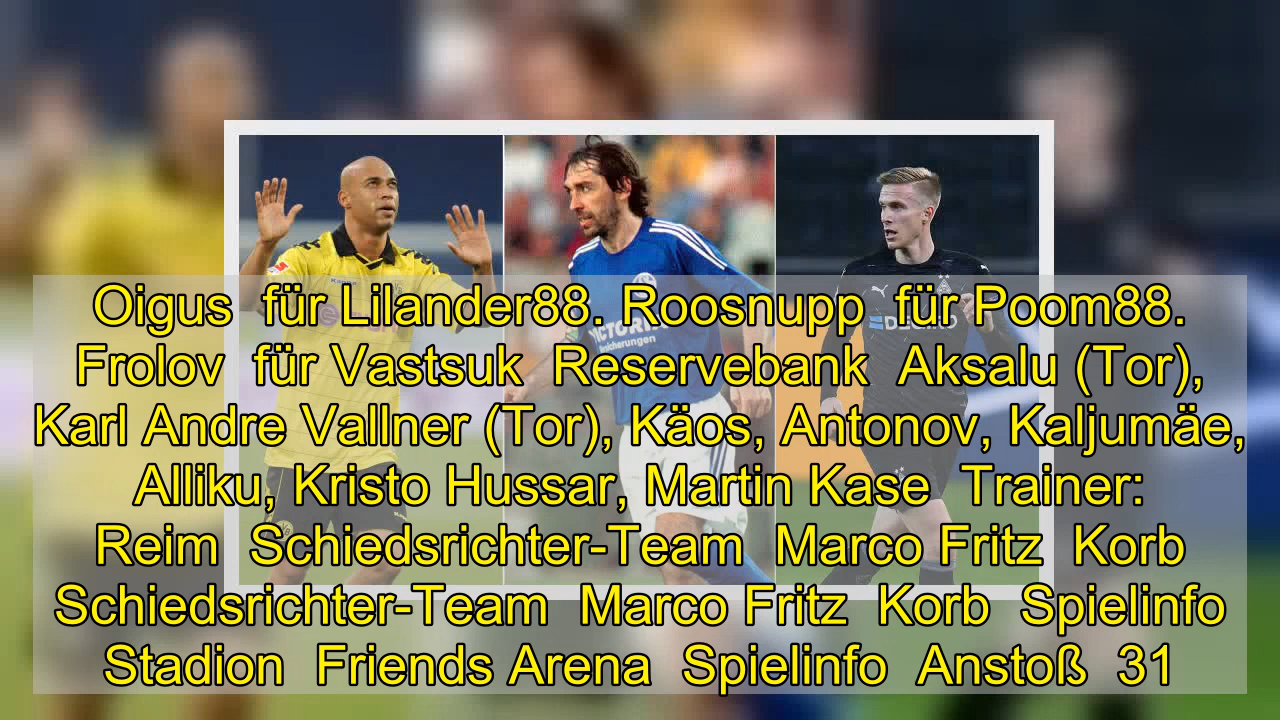 Oigus für Lilander88. Roosnupp für Poom88.
Frolov für Vastsuk Reservebank Aksalu (Tor),
Karl Andre Vallner (Tor), Käos, Antonov, Kaljumäe,
Alliku, Kristo Hussar, Martin Kase Trainer:
Reim Schiedsrichter-Team Marco Fritz Korb
Schiedsrichter-Team Marco Fritz Korb Spielinfo
Stadion Friends Arena Spielinfo Anstoß 31